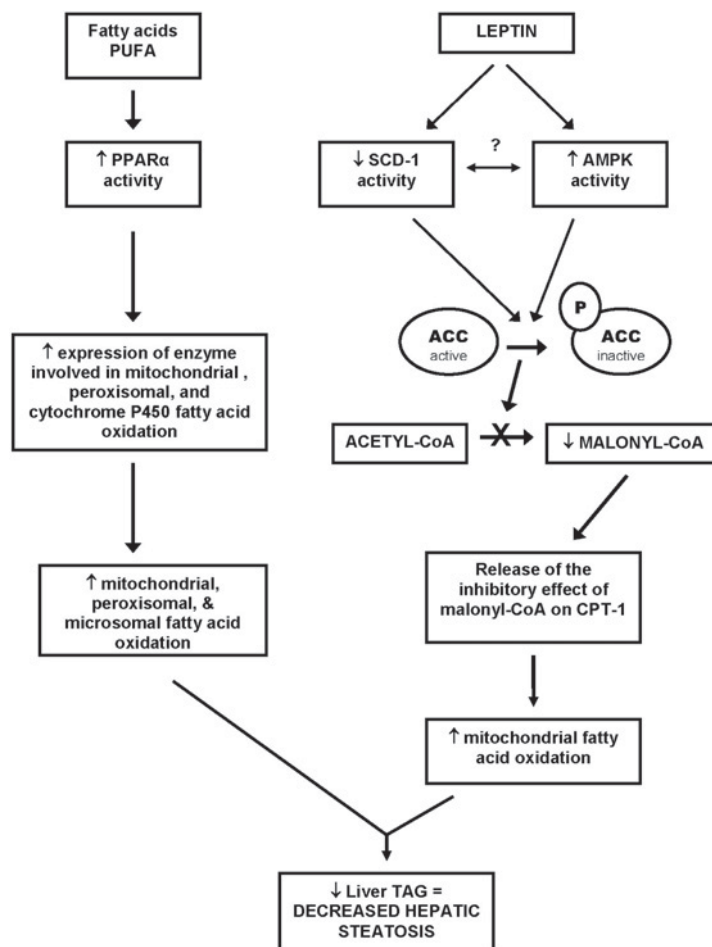 Fatty acids
PUFA
↑ PPARα
activity
↑ expression of enzyme
involved in mitochondrial ,
peroxisomal, and
cytochrome P450 fatty acid
oxidation
↑ mitochondrial,
peroxisomal, &
microsomal fatty acid
oxidation
LEPTIN
↓ SCD-1
activity
?
↑ AMPK
activity
ACC
active
P
ACC
inactive
ACETYL-CoA
X
↓ MALONYL-CoA
Release of the
inhibitory effect of
malonyl-CoA on CPT-1
↑ mitochondrial fatty
acid oxidation
↓ Liver TAG =
DECREASED HEPATIC
STEATOSIS